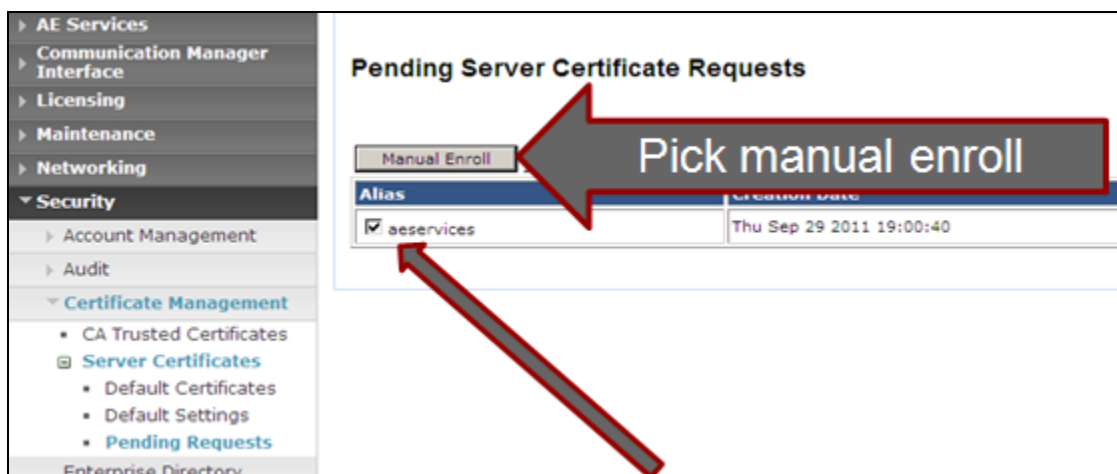 AE Services
Communication Manager
Interface
Licensing
Maintenance
Networking
Security
Account Management
Audit
Certificate Management
CA Trusted Certificates
Server Certificates
Default Certificates
Default Settings
Pending Requests
Enterprise Directory
Pending Server Certificate Requests
Manual Enroll
Pick manual enroll
Alias
Creation Date
aeservices
Thu Sep 29 2011 19:00:40